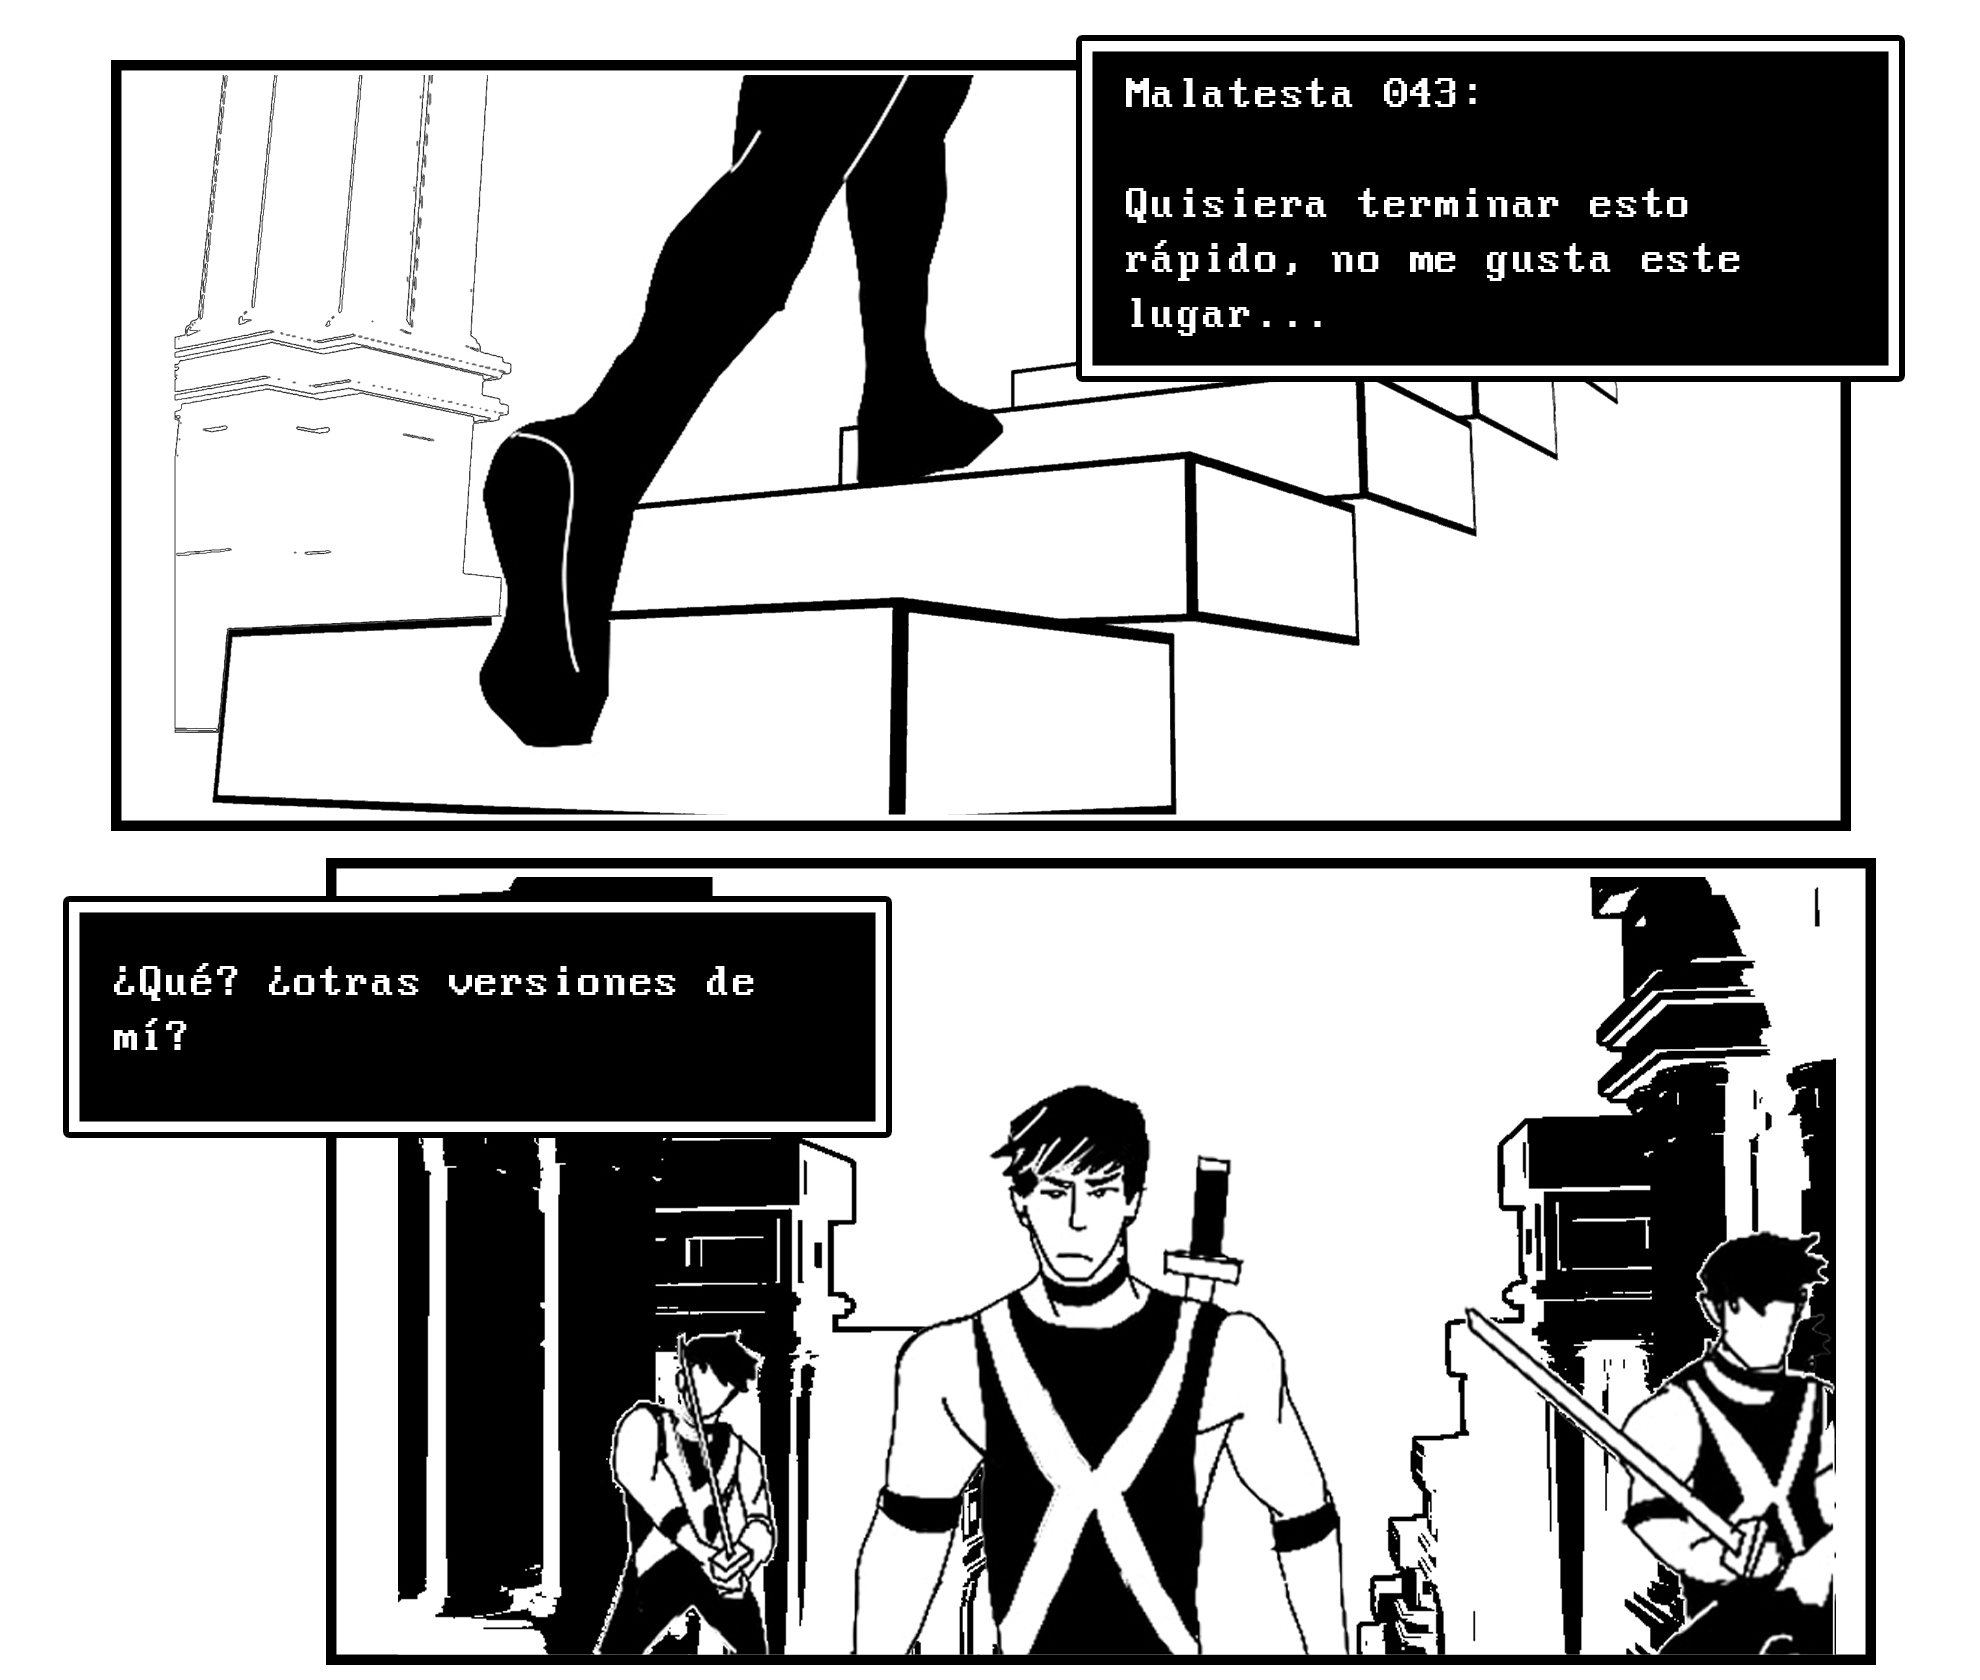 Malatesta 043:
Quisiera terminar esto
rápido, no me gusta este
lugar...
¿Qué? ¿otras versiones de
mí?